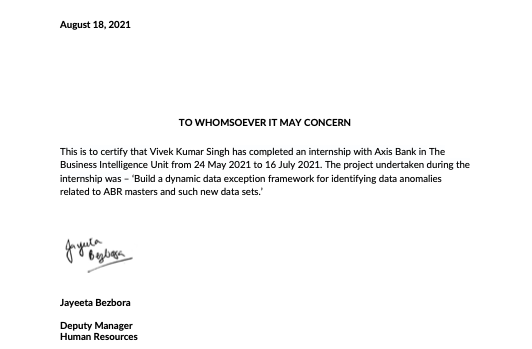 August 18, 2021
TO WHOMSOEVER IT MAY CONCERN
This is to certify that Vivek Kumar Singh has completed an internship with Axis Bank in The
Business Intelligence Unit from 24 May 2021 to 16 July 2021. The project undertaken during the
internship was – ‘Build a dynamic data exception framework for identifying data anomalies
related to ABR masters and such new data sets.’
Jayeeta
Bezbora
Jayeeta Bezbora
Deputy Manager
Human Resources